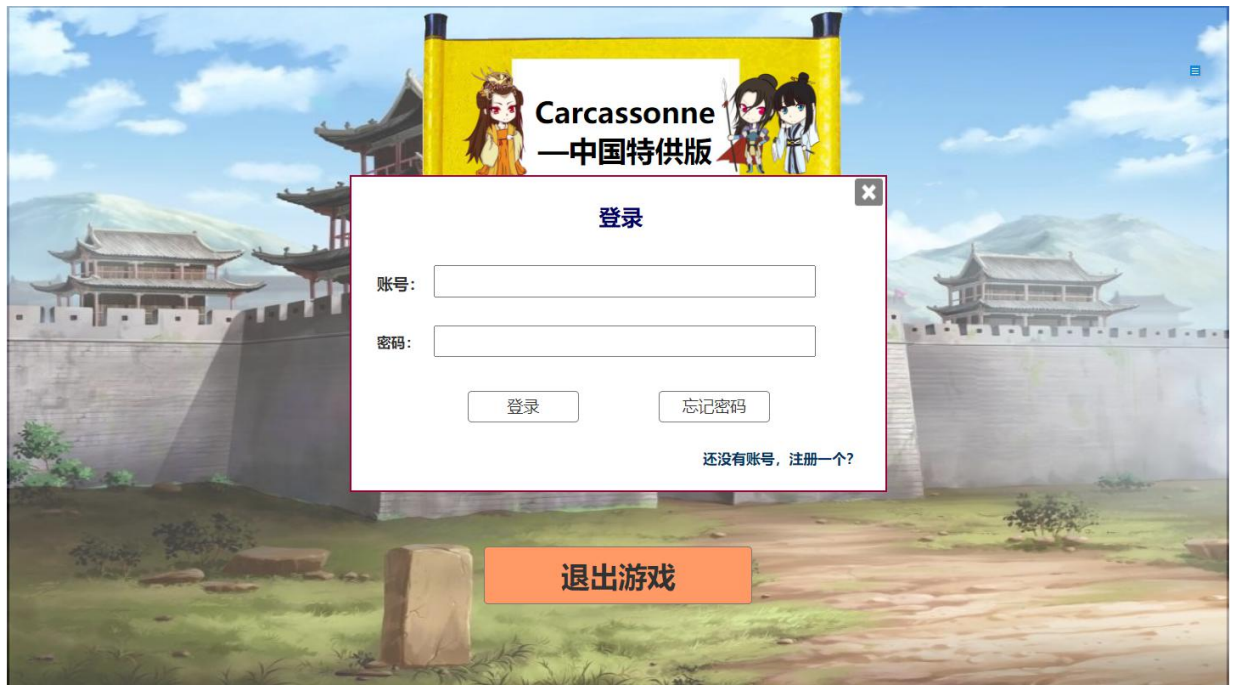 Carcassonne
—中国特供版
登录
账号：
密码：
登录
忘记密码
还没有账号，注册一个？
退出游戏